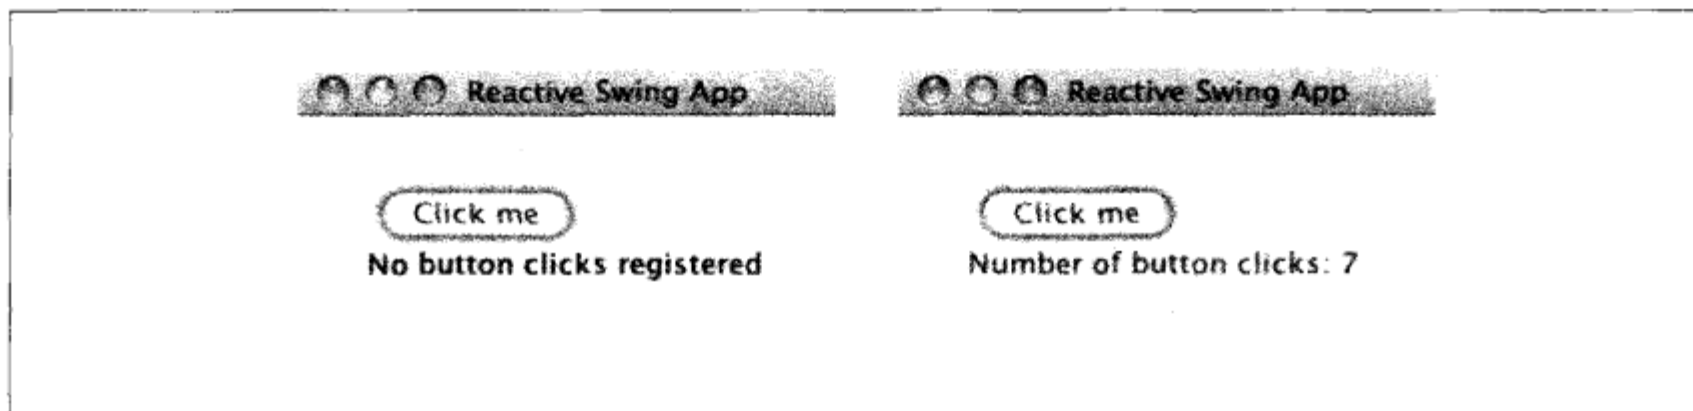 Reactive Swing App
Click me
No button clicks registered
Reactive Swing App
Click me
Number of button clicks: 7